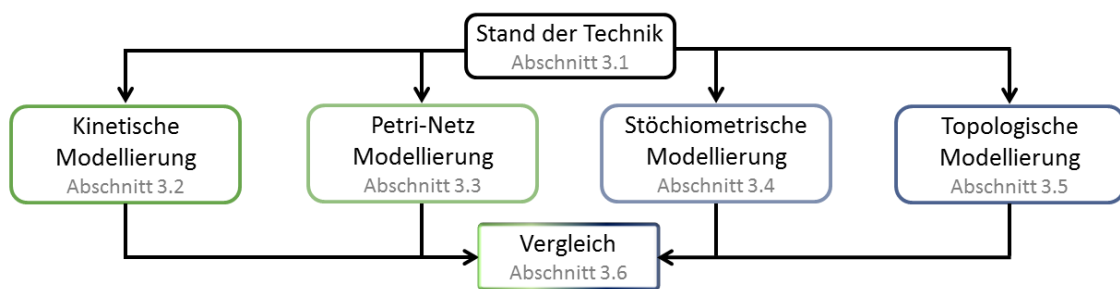 Stand der Technik
Abschnitt 3.1
Kinetische
Modellierung
Abschnitt 3.2
Petri-Netz
Modellierung
Abschnitt 3.3
Stöchiometrische
Modellierung
Abschnitt 3.4
Topologische
Modellierung
Abschnitt 3.5
Vergleich
Abschnitt 3.6